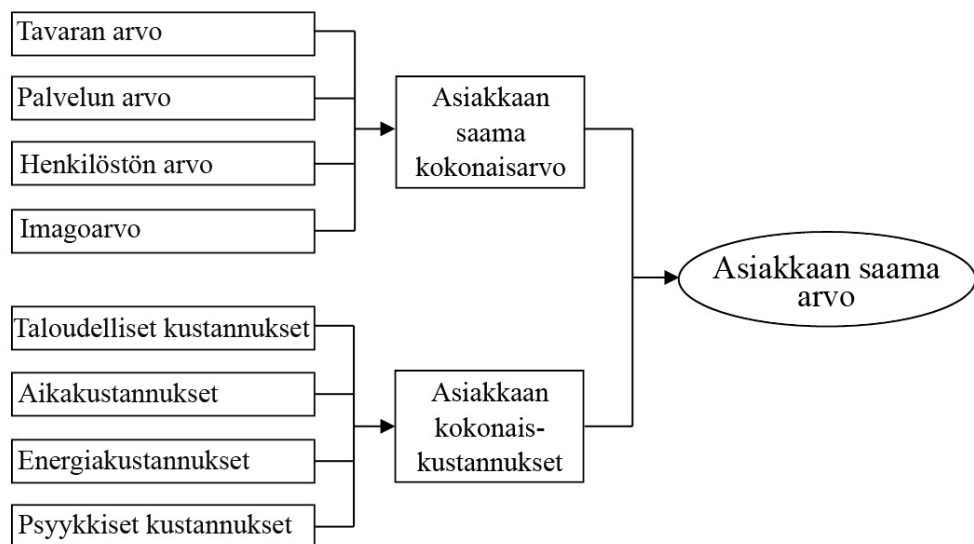 Tavaran arvo
Palvelun arvo
Henkilöstön arvo
Imagoarvo
Asiakkaan
saama
kokonaisarvo
Taloudelliset kustannukset
Aikakustannukset
Energiakustannukset
Psyykkiset kustannukset
Asiakkaan
kokonais-
kustannukset
Asiakkaan saama
arvo